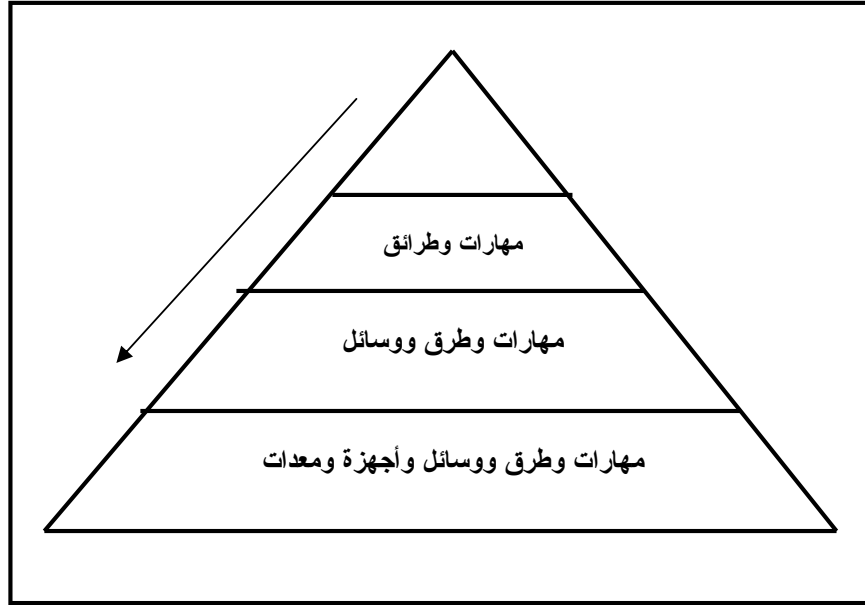 مهارات وطرائق
مهارات وطرق ووسائل
مهارات وطرق ووسائل وأجهزة ومعدات